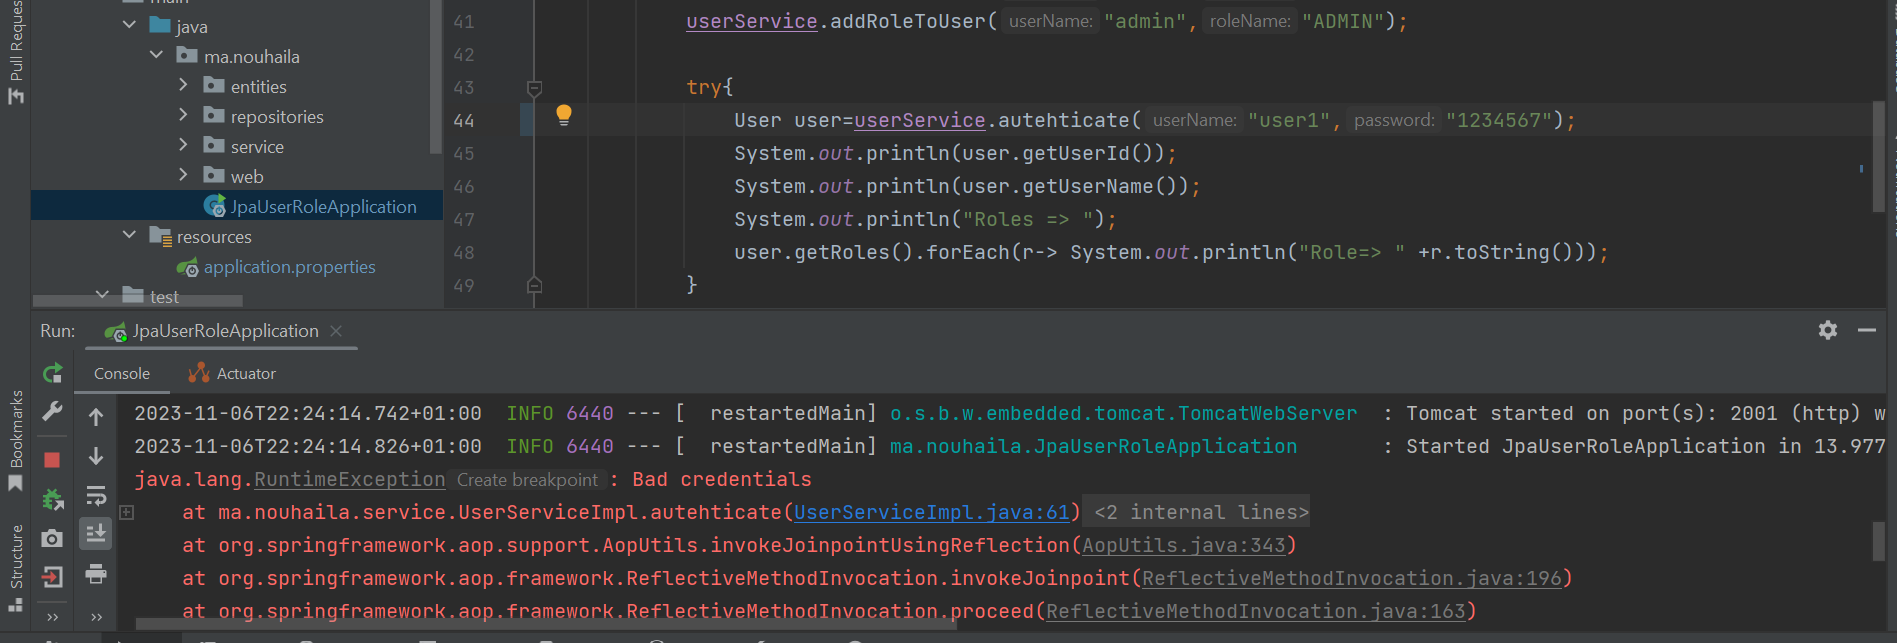 Pull Reques
main
java
ma.nouhaila
entities
repositories
service
web
JpaUserRoleApplication
resources
application.properties
test
41 userService.addRoleToUser( userName: "admin", roleName: "ADMIN");
42
43 try{
44 User user=userService.autehticate( userName: "user1", password: "1234567");
45 System.out.println(user.getUserId());
46 System.out.println(user.getUserName());
47 System.out.println("Roles => ");
48 user.getRoles().forEach(r-> System.out.println("Role=> " +r.toString()));
49 }
Run: JpaUserRoleApplication
Console Actuator
Bookmarks
Structure
2023-11-06T22:24:14.742+01:00 INFO 6440 --- [ restartedMain] o.s.b.w.embedded.tomcat.TomcatWebServer : Tomcat started on port(s): 2001 (http) w
2023-11-06T22:24:14.826+01:00 INFO 6440 --- [ restartedMain] ma.nouhaila.JpaUserRoleApplication : Started JpaUserRoleApplication in 13.977
java.lang.RuntimeException Create breakpoint : Bad credentials
at ma.nouhaila.service.UserServiceImpl.autehticate(UserServiceImpl.java:61) <2 internal lines>
at org.springframework.aop.support.AopUtils.invokeJoinpointUsingReflection(AopUtils.java:343)
at org.springframework.aop.framework.ReflectiveMethodInvocation.invokeJoinpoint(ReflectiveMethodInvocation.java:196)
at org.springframework.aop.framework.ReflectiveMethodInvocation.proceed(ReflectiveMethodInvocation.java:163)